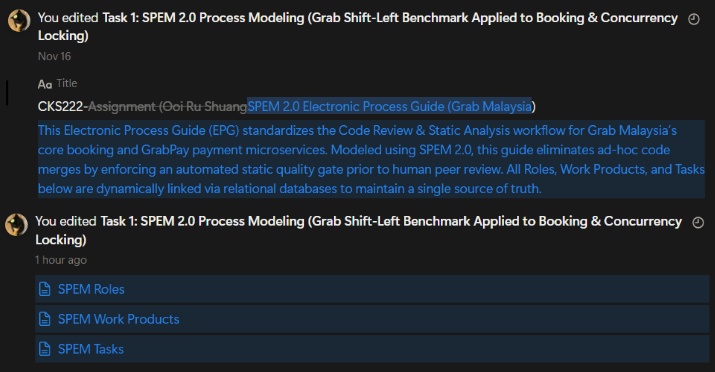 You edited Task 1: SPEM 2.0 Process Modeling (Grab Shift-Left Benchmark Applied to Booking & Concurrency
Locking)
Nov 16
Aa Title
CKS222-Assignment (Ooi Ru ShuangSPEM 2.0 Electronic Process Guide (Grab Malaysia)
This Electronic Process Guide (EPG) standardizes the Code Review & Static Analysis workflow for Grab Malaysia's
core booking and GrabPay payment microservices. Modeled using SPEM 2.0, this guide eliminates ad-hoc code
merges by enforcing an automated static quality gate prior to human peer review. All Roles, Work Products, and Tasks
below are dynamically linked via relational databases to maintain a single source of truth.
You edited Task 1: SPEM 2.0 Process Modeling (Grab Shift-Left Benchmark Applied to Booking & Concurrency
Locking)
1 hour ago
SPEM Roles
SPEM Work Products
SPEM Tasks